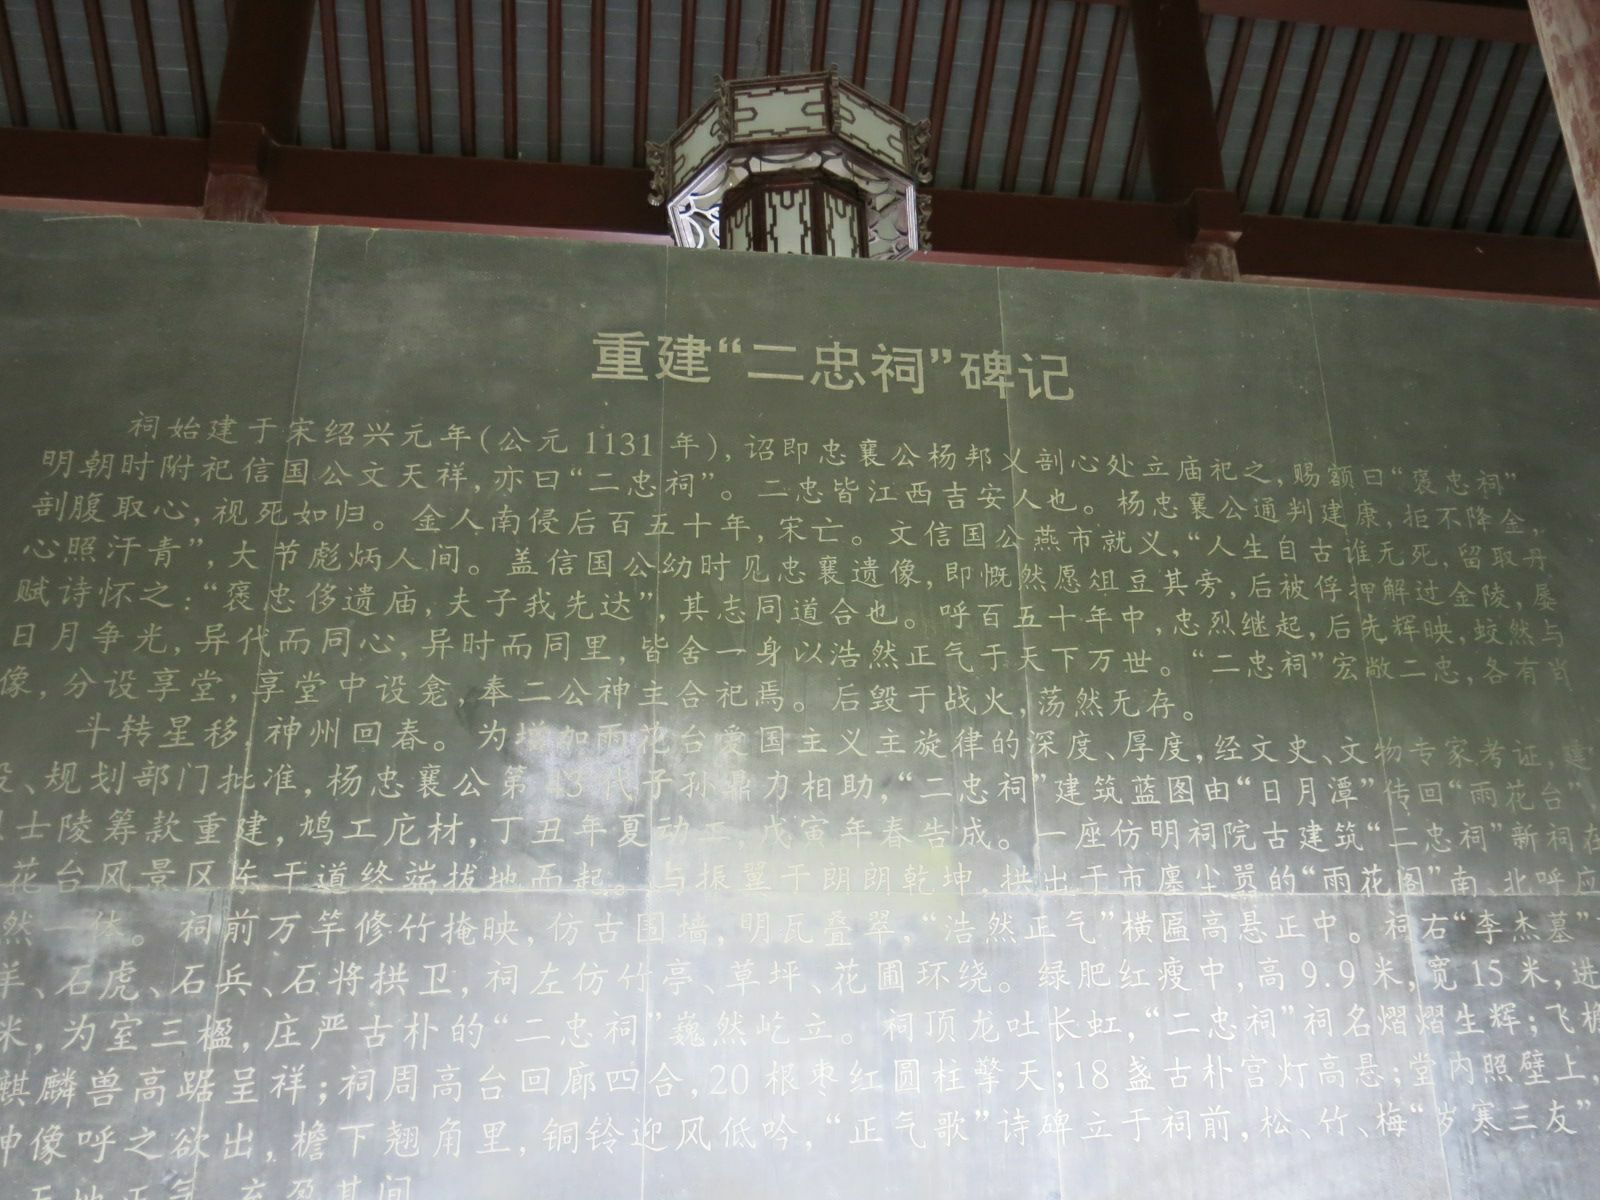 重建“二忠祠”碑记
祠始建于宋绍兴元年(公元1131年),诏即忠襄公杨邦义剖心处立庙祀之,赐额曰“褒忠祠”
明朝时附祀信国公文天祥,亦曰“二忠祠”。二忠皆江西吉安人也。杨忠襄公通判建康,拒不降金,
剖腹取心,视死如归。金人南侵后百五十年,宋亡。文信国公燕市就义,“人生自古谁无死,留取丹
心照汗青”,大节彪炳人间。盖信国公幼时见忠襄遗像,即慨然愿俎豆其旁,后被俘押解过金陵,屡
赋诗怀之:“褒忠侈遗庙,夫子我先达”,其志同道合也。呼百五十年中,忠烈继起,后先辉映,蛟然与
日月争光,异代而同心,异时而同里,皆舍一身以浩然正气于天下万世。“二忠祠”宏敞二忠,各有肖
像,分设享堂,享堂中设龛,奉二公神主合祀焉。后毁于战火,荡然无存。
斗转星移,神州回春。为增加雨花台爱国主义主旋律的深度、厚度,经文史、文物专家考证,建
、规划部门批准,杨忠襄公第43代子孙鼎力相助,“二忠祠”建筑蓝图由“日月潭”传回“雨花台”
士陵筹款重建,鸠工庀材,丁丑年夏动工,戊寅年春告成。一座仿明祠院古建筑“二忠祠”新祠在
花台风景区东干道终端拔地而起。与振翼于朗朗乾坤,拱出于市廛尘嚣的“雨花阁”南、北呼应
然一体。祠前万竿修竹掩映,仿古围墙,明瓦叠翠,“浩然正气”横匾高悬正中。祠右“李杰墓”
羊、石虎、石兵、石将拱卫,祠左仿竹亭、草坪、花圃环绕。绿肥红瘦中,高9.9米,宽15米,进
米,为室三楹,庄严古朴的“二忠祠”巍然屹立。祠顶龙吐长虹,“二忠祠”祠名熠熠生辉;飞檐
麒麟兽高踞呈祥;祠周高台回廊四合,20根枣红圆柱擎天;18盏古朴宫灯高悬;堂内照壁上,
神像呼之欲出,檐下翘角里,铜铃迎风低吟,“正气歌”诗碑立于祠前,松、竹、梅“岁寒三友”
天地正气,充盈其间